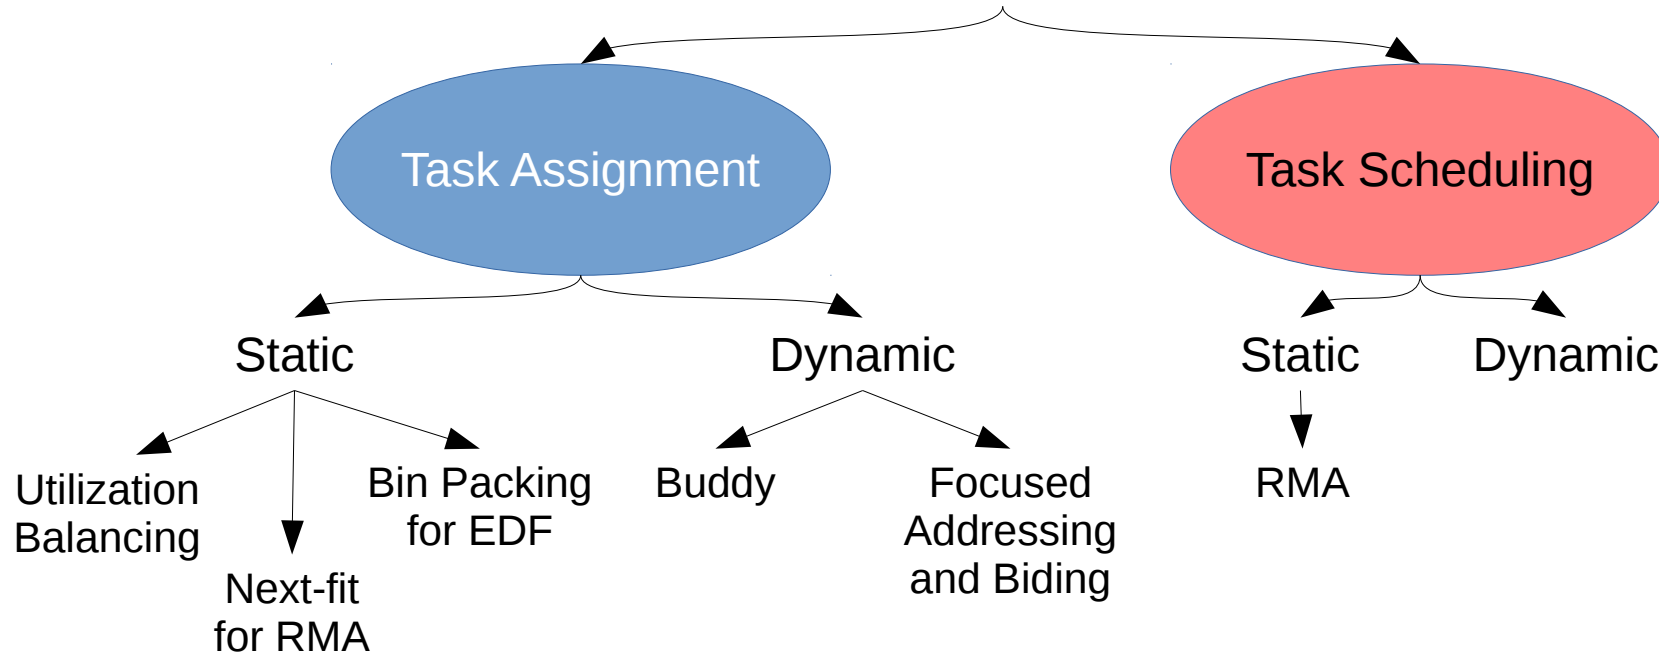 Task Assignment
Task Scheduling
Static
Dynamic
Static
Dynamic
Utilization
Balancing
Next-fit
for RMA
Bin Packing
for EDF
Buddy
Focused
Addressing
and Biding
RMA